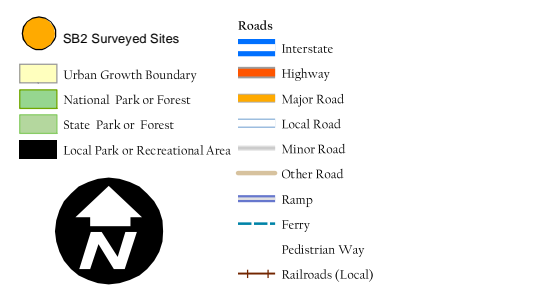 SB2 Surveyed Sites
Urban Growth Boundary
National Park or Forest
State Park or Forest
Local Park or Recreational Area
N
Roads
Interstate
Highway
Major Road
Local Road
Minor Road
Other Road
Ramp
Ferry
Pedistrian Way
Railroads (Local)